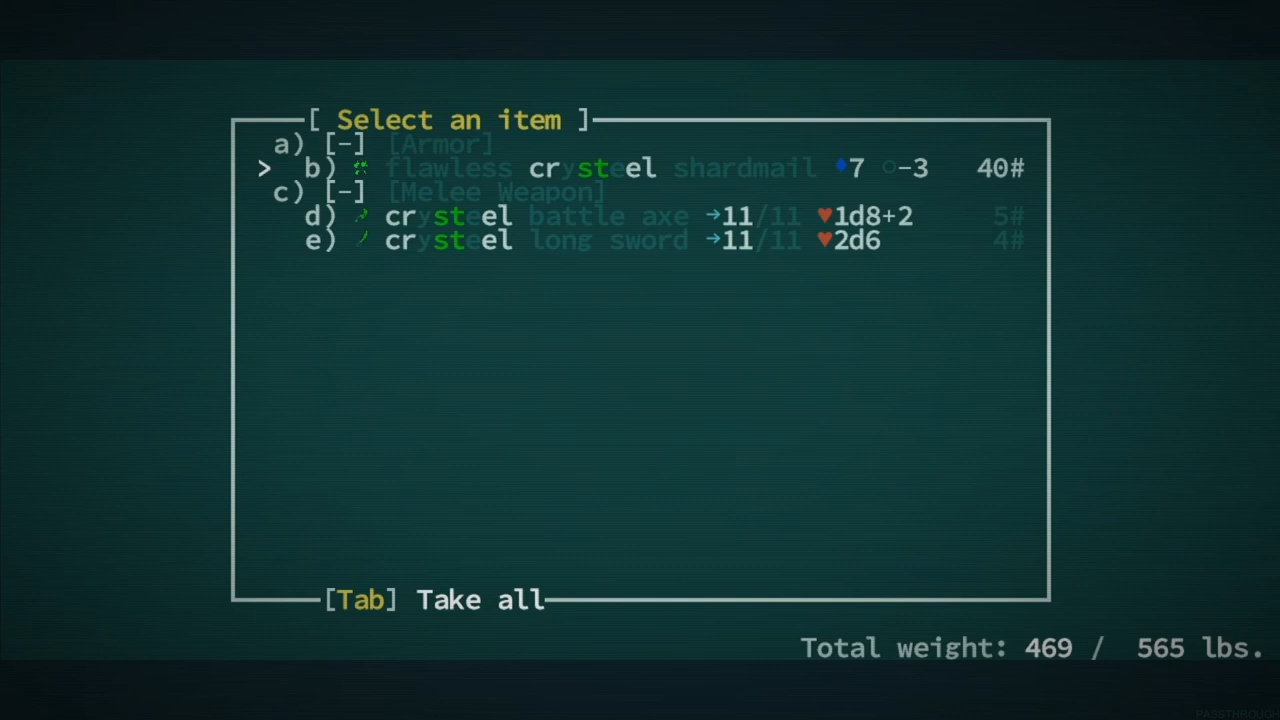 [ Select an item ]
a) [-] [Armor]
> b) flawless crysteel shardmail ♦7 ○-3 40#
c) [-] [Melee Weapon]
d) crysteel battle axe →11/11 ♥1d8+2 5#
e) crysteel long sword →11/11 ♥2d6 4#
[Tab] Take all
Total weight: 469 / 565 lbs.